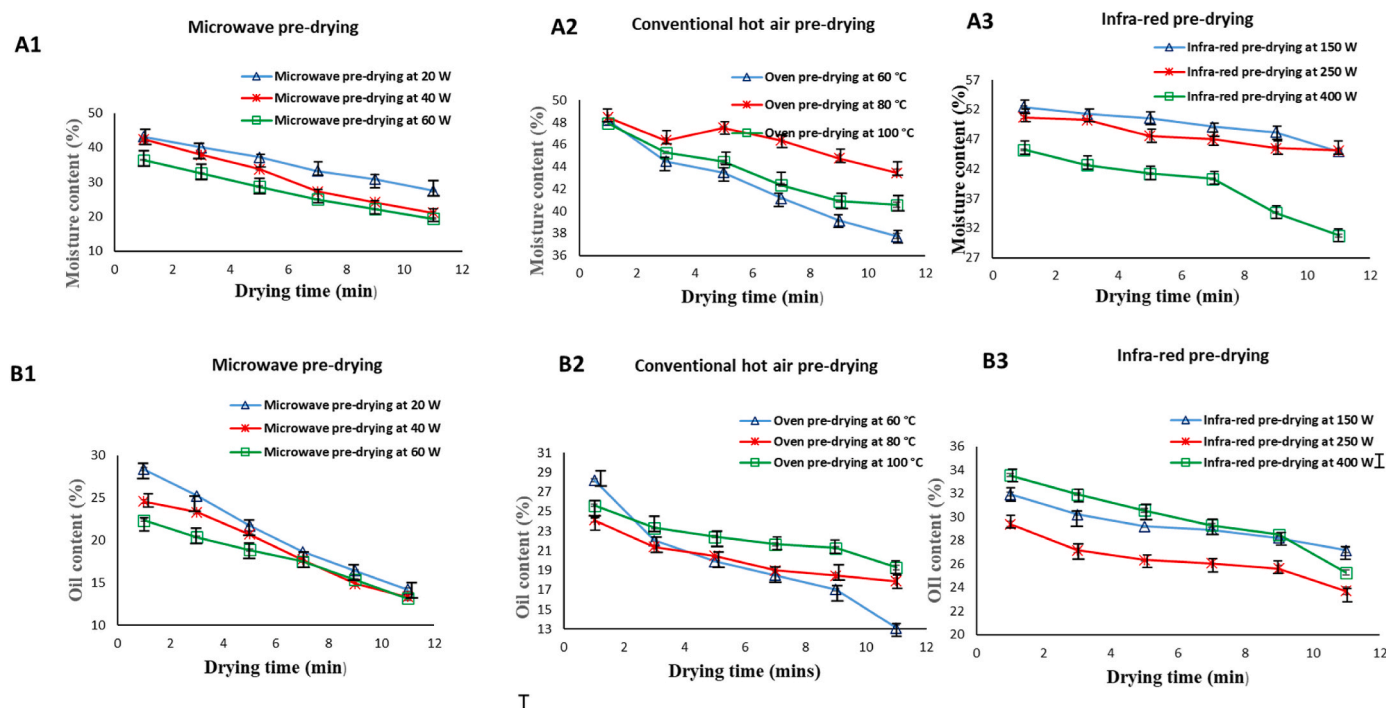 A1
Microwave pre-drying
Microwave pre-drying at 20 W
Microwave pre-drying at 40 W
Microwave pre-drying at 60 W
Moisture content (%)
50
40
30
20
10
0
2
4
6
8
10
12
Drying time (min)
A2
Conventional hot air pre-drying
Oven pre-drying at 60 °C
Oven pre-drying at 80 °C
Oven pre-drying at 100 °C
Moisture content (%)
50
48
46
44
42
40
38
36
0
2
4
6
8
10
12
Drying time (min)
A3
Infra-red pre-drying
Infra-red pre-drying at 150 W
Infra-red pre-drying at 250 W
Infra-red pre-drying at 400 W
Moisture content (%)
57
52
47
42
37
32
27
0
2
4
6
8
10
12
Drying time (min)
B1
Microwave pre-drying
Microwave pre-drying at 20 W
Microwave pre-drying at 40 W
Microwave pre-drying at 60 W
Oil content (%)
30
25
20
15
10
0
2
4
6
8
10
12
Drying time (min)
B2
Conventional hot air pre-drying
Oven pre-drying at 60 °C
Oven pre-drying at 80 °C
Oven pre-drying at 100 °C
Oil content (%)
31
29
27
25
23
21
19
17
15
13
0
2
4
6
8
10
12
Drying time (mins)
B3
Infra-red pre-drying
Infra-red pre-drying at 150 W
Infra-red pre-drying at 250 W
Infra-red pre-drying at 400 W
OIl content (%)
36
34
32
30
28
26
24
22
20
0
2
4
6
8
10
12
Drying time (min)